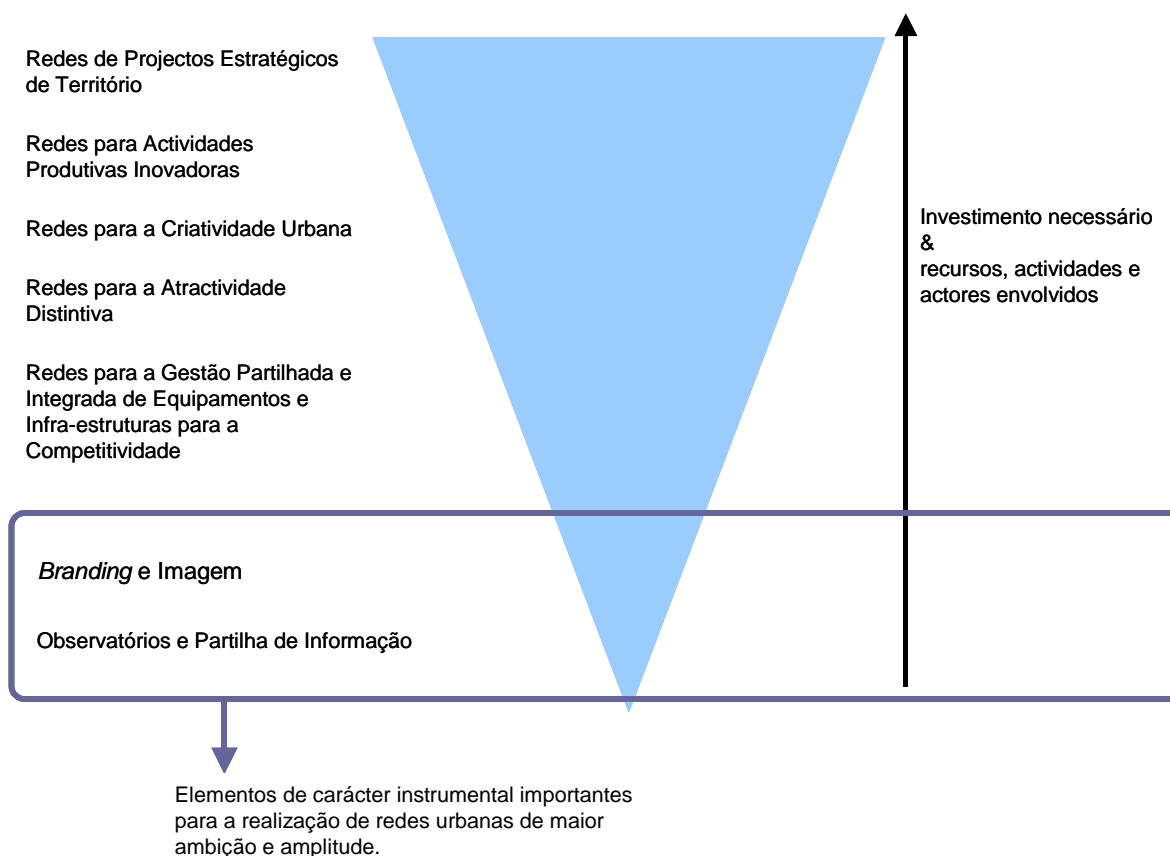 Redes de Projectos Estratégicos
de Território
Redes para Actividades
Produtivas Inovadoras
Redes para a Criatividade Urbana
Redes para a Atractividade
Distintiva
Redes para a Gestão Partilhada e
Integrada de Equipamentos e
Infra-estruturas para a
Competitividade
Investimento necessário
&
recursos, actividades e
actores envolvidos
Branding e Imagem
Observatórios e Partilha de Informação
Elementos de carácter instrumental importantes
para a realização de redes urbanas de maior
ambição e amplitude.